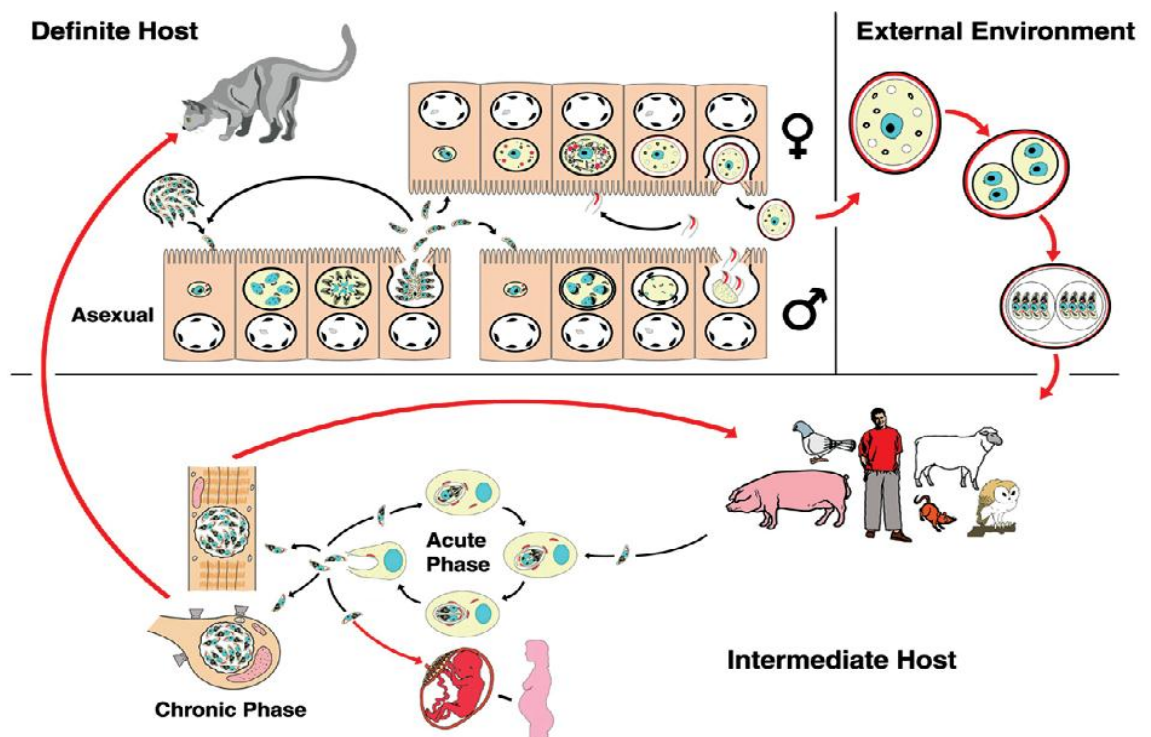 Definite Host
External Environment
♀
Asexual
♂
Acute
Phase
Intermediate Host
Chronic Phase